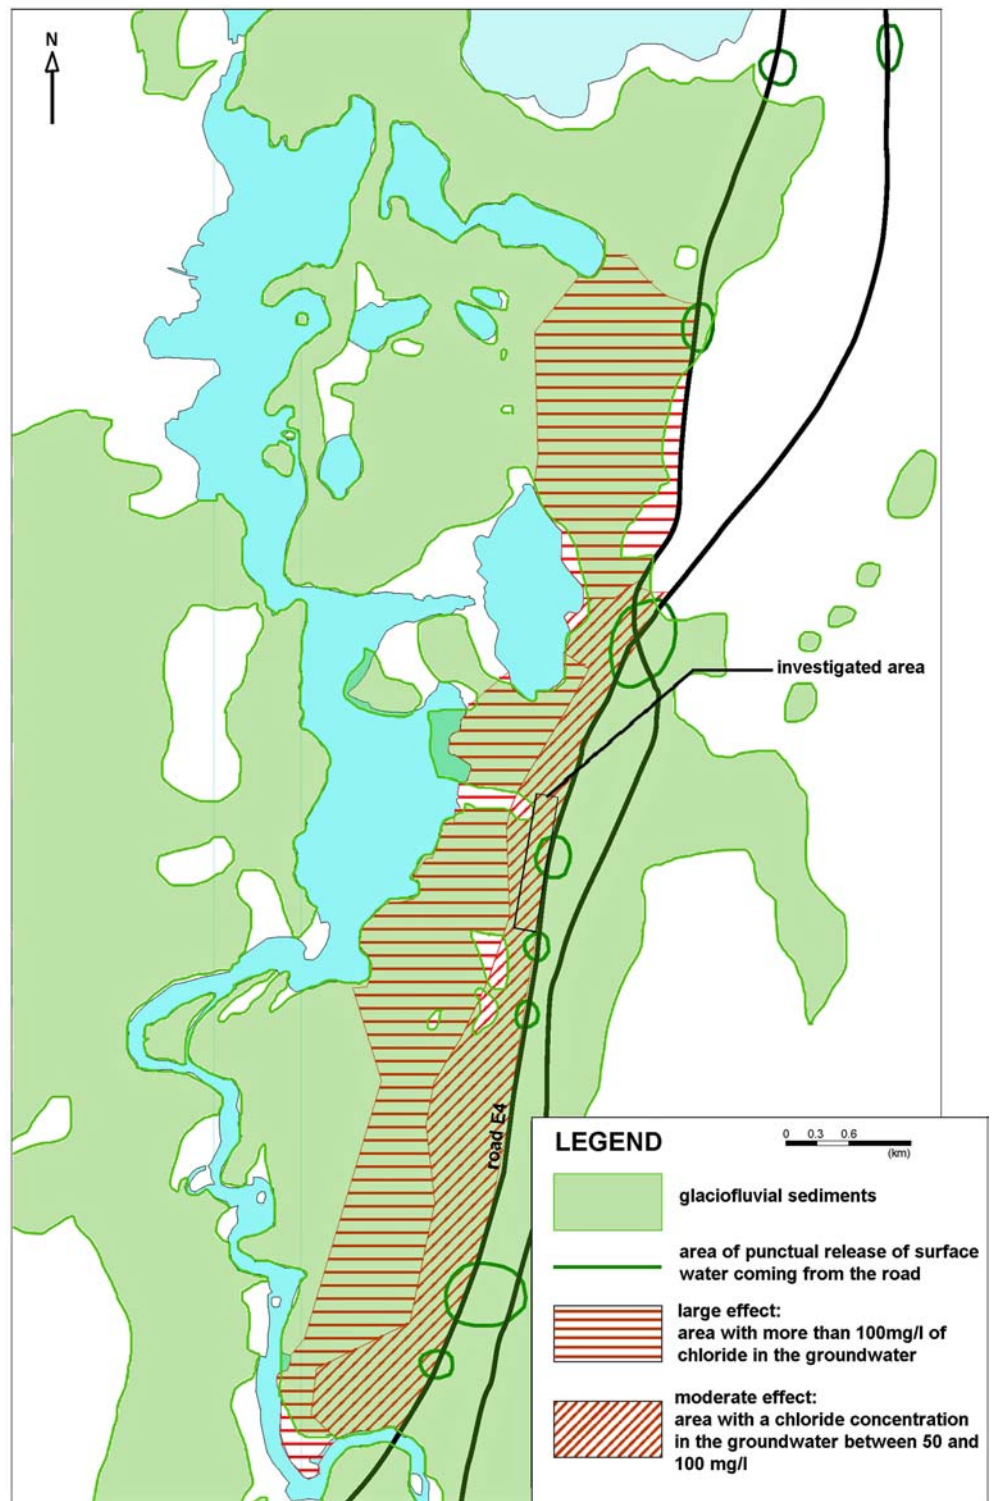 N
investigated area
road E4
LEGEND
0 0.3 0.6
(km)
glaciofluvial sediments
area of punctual release of surface
water coming from the road
large effect:
area with more than 100mg/l of
chloride in the groundwater
moderate effect:
area with a chloride concentration
in the groundwater between 50 and
100 mg/l